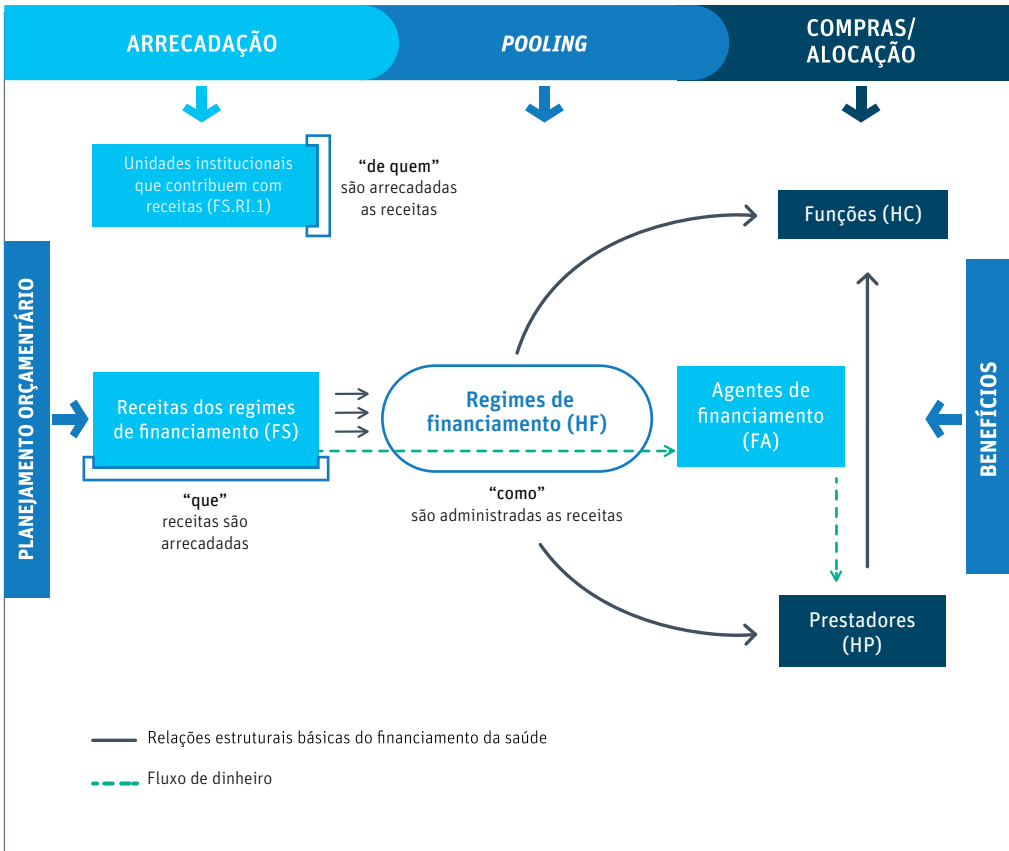 ARRECADAÇÃO
POOLING
COMPRAS/
ALOCAÇÃO
Unidades institucionais
que contribuem com
receitas (FS.RI.1)
“de quem”
são arrecadadas
as receitas
Funções (HC)
PLANEJAMENTO ORÇAMENTÁRIO
Receitas dos regimes
de financiamento (FS)
“que”
receitas são
arrecadadas
Regimes de
financiamento (HF)
“como”
são administradas as receitas
Agentes de
financiamento
(FA)
BENEFÍCIOS
Prestadores
(HP)
Relações estruturais básicas do financiamento da saúde
Fluxo de dinheiro